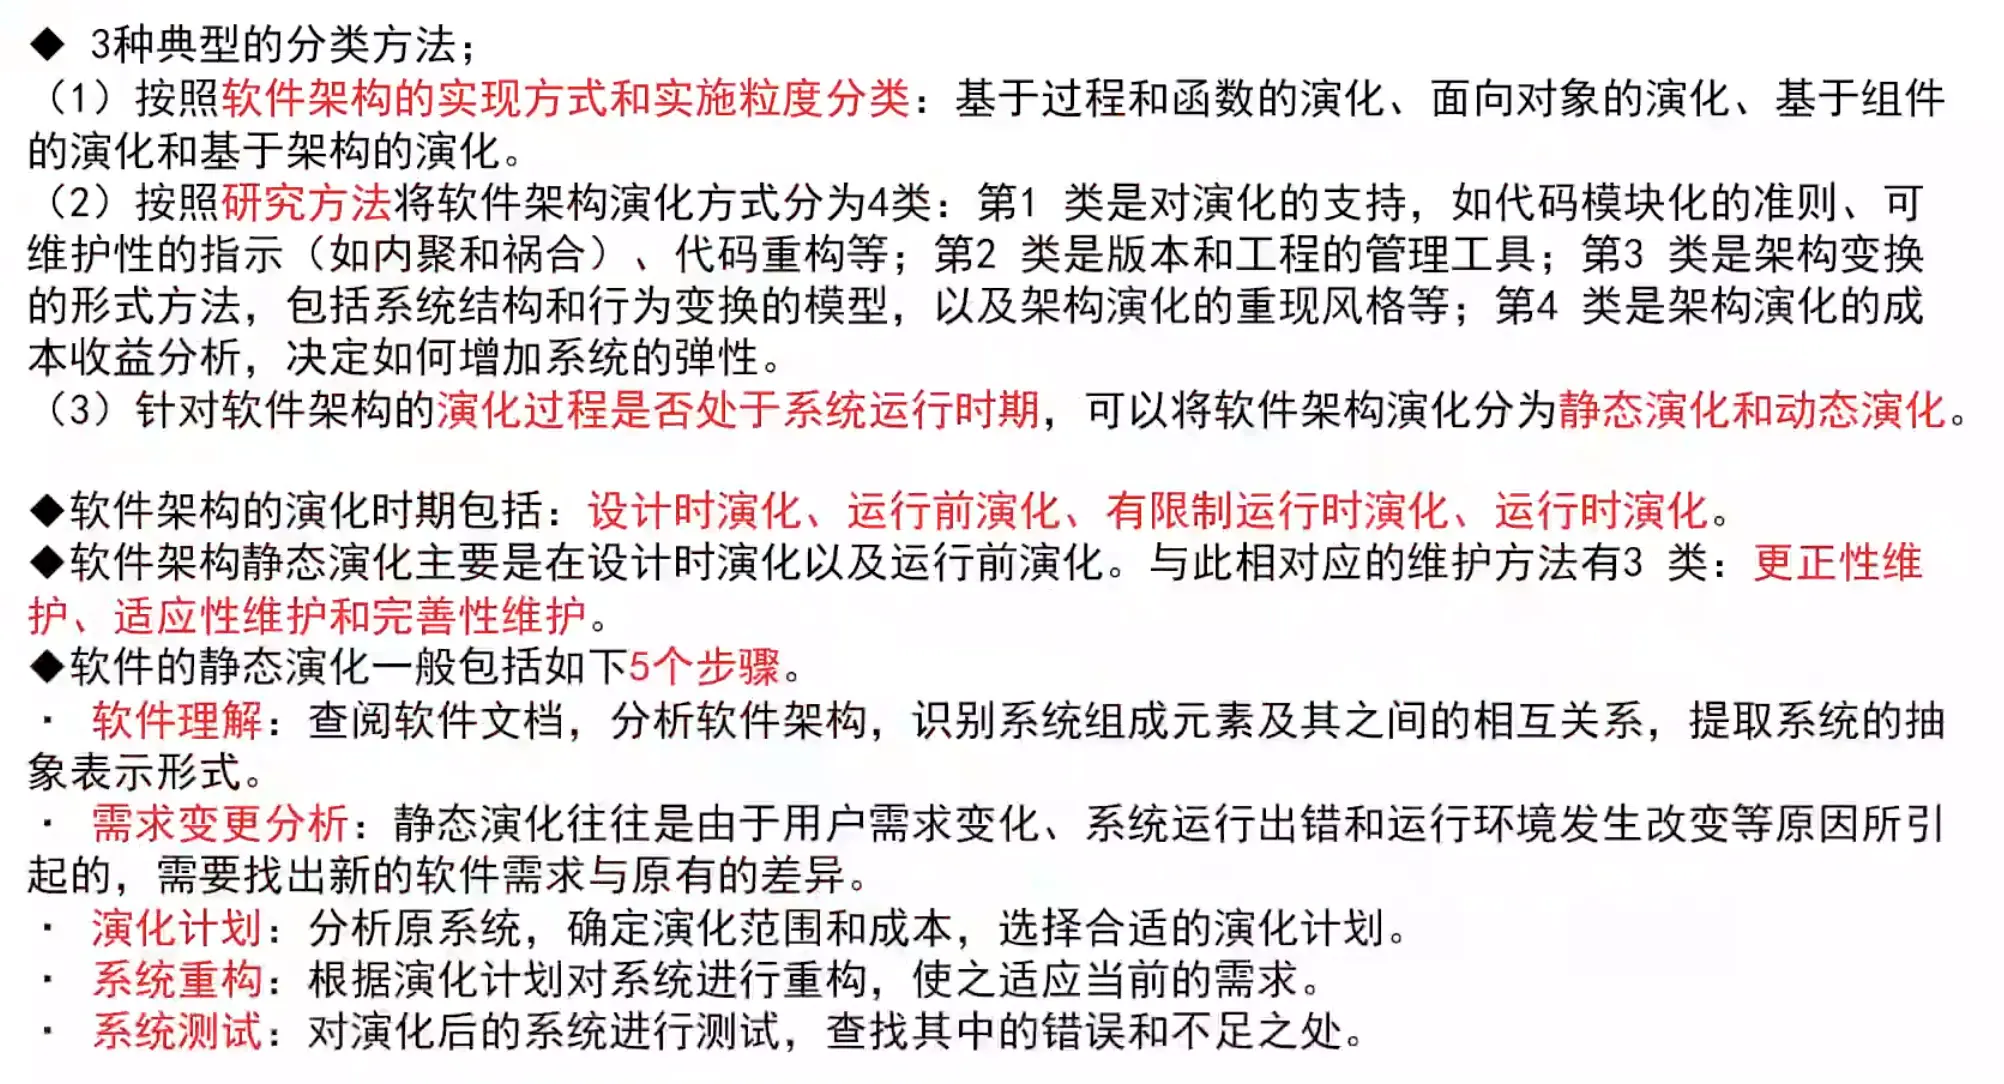 ◆ 3种典型的分类方法；
（1）按照软件架构的实现方式和实施粒度分类：基于过程和函数的演化、面向对象的演化、基于组件
的演化和基于架构的演化。
（2）按照研究方法将软件架构演化方式分为4类：第1 类是对演化的支持，如代码模块化的准则、可
维护性的指示（如内聚和祸合）、代码重构等；第2 类是版本和工程的管理工具；第3 类是架构变换
的形式方法，包括系统结构和行为变换的模型，以及架构演化的重现风格等；第4 类是架构演化的成
本收益分析，决定如何增加系统的弹性。
（3）针对软件架构的演化过程是否处于系统运行时期，可以将软件架构演化分为静态演化和动态演化。
◆软件架构的演化时期包括：设计时演化、运行前演化、有限制运行时演化、运行时演化。
◆软件架构静态演化主要是在设计时演化以及运行前演化。与此相对应的维护方法有3 类：更正性维
护、适应性维护和完善性维护。
◆软件的静态演化一般包括如下5个步骤。
· 软件理解：查阅软件文档，分析软件架构，识别系统组成元素及其之间的相互关系，提取系统的抽
象表示形式。
· 需求变更分析：静态演化往往是由于用户需求变化、系统运行出错和运行环境发生改变等原因所引
起的，需要找出新的软件需求与原有的差异。
· 演化计划：分析原系统，确定演化范围和成本，选择合适的演化计划。
· 系统重构：根据演化计划对系统进行重构，使之适应当前的需求。
· 系统测试：对演化后的系统进行测试，查找其中的错误和不足之处。